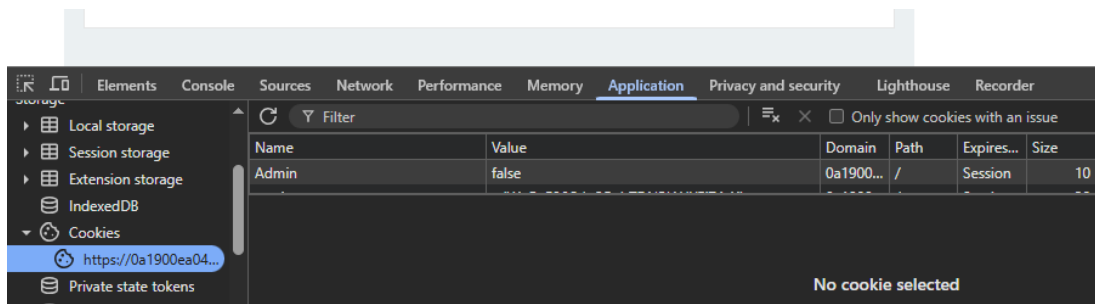 Elements Console Sources Network Performance Memory Application Privacy and security Lighthouse Recorder
Storage
Local storage
Session storage
Extension storage
IndexedDB
Cookies
https://0a1900ea04...
Private state tokens
Filter Only show cookies with an issue
Name Value Domain Path Expires... Size
Admin false 0a1900... / Session 10
No cookie selected